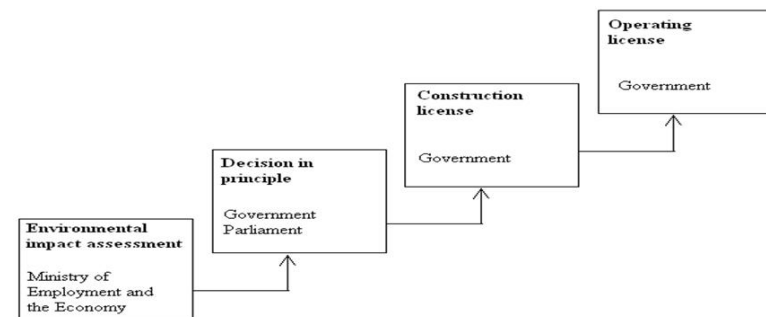 Operating
license
Government
Construction
license
Government
Decision in
principle
Government
Parliament
Environmental
impact assessment
Ministry of
Employment and
the Economy